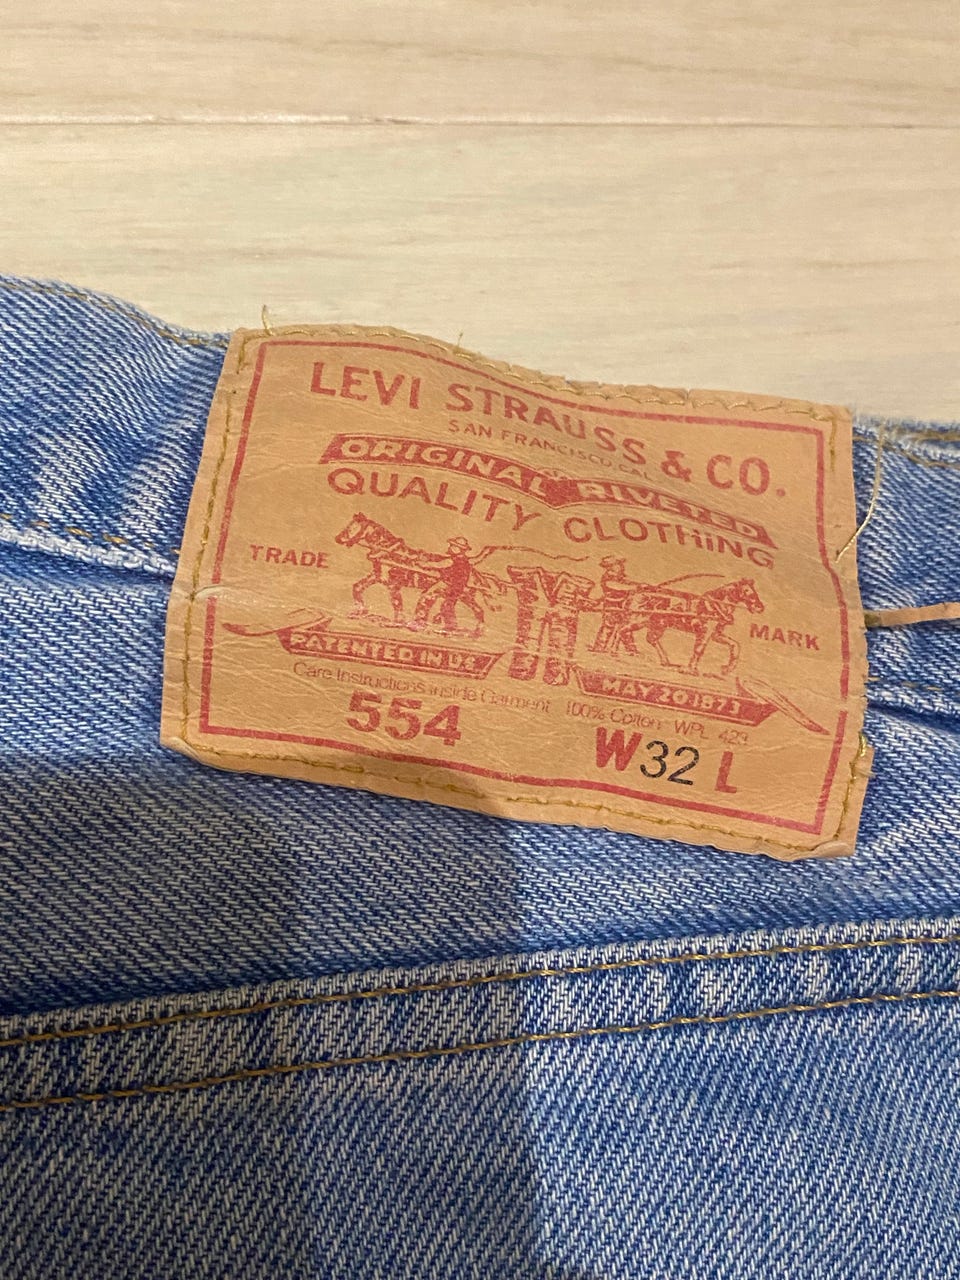 LEVI STRAUSS & CO.
SAN FRANCISCO, CAL
ORIGINAL RIVETED
QUALITY CLOTHING
TRADE MARK
PATENTED IN U.S. MAY 20 1873
Care Instructions inside Garment 100% Cotton WPL 423
554 W32 L